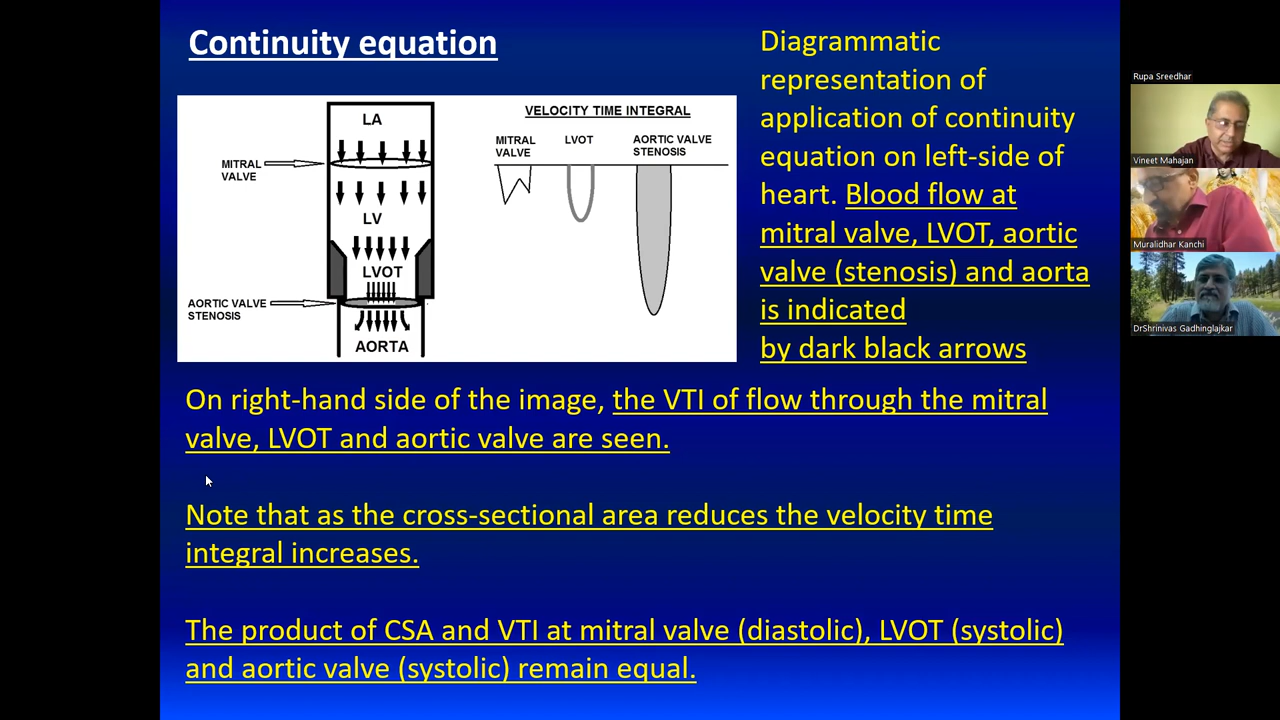 Continuity equation
LA
MITRAL
VALVE
LV
LVOT
AORTIC VALVE
STENOSIS
AORTA
VELOCITY TIME INTEGRAL
MITRAL
VALVE
LVOT
AORTIC VALVE
STENOSIS
Diagrammatic
representation of
application of continuity
equation on left-side of
heart. Blood flow at
mitral valve, LVOT, aortic
valve (stenosis) and aorta
is indicated
by dark black arrows
On right-hand side of the image, the VTI of flow through the mitral
valve, LVOT and aortic valve are seen.
Note that as the cross-sectional area reduces the velocity time
integral increases.
The product of CSA and VTI at mitral valve (diastolic), LVOT (systolic)
and aortic valve (systolic) remain equal.
Rupa Sreedhar
Vineet Mahajan
Muralidhar Kanchi
DrShrinivas Gadhinglajkar